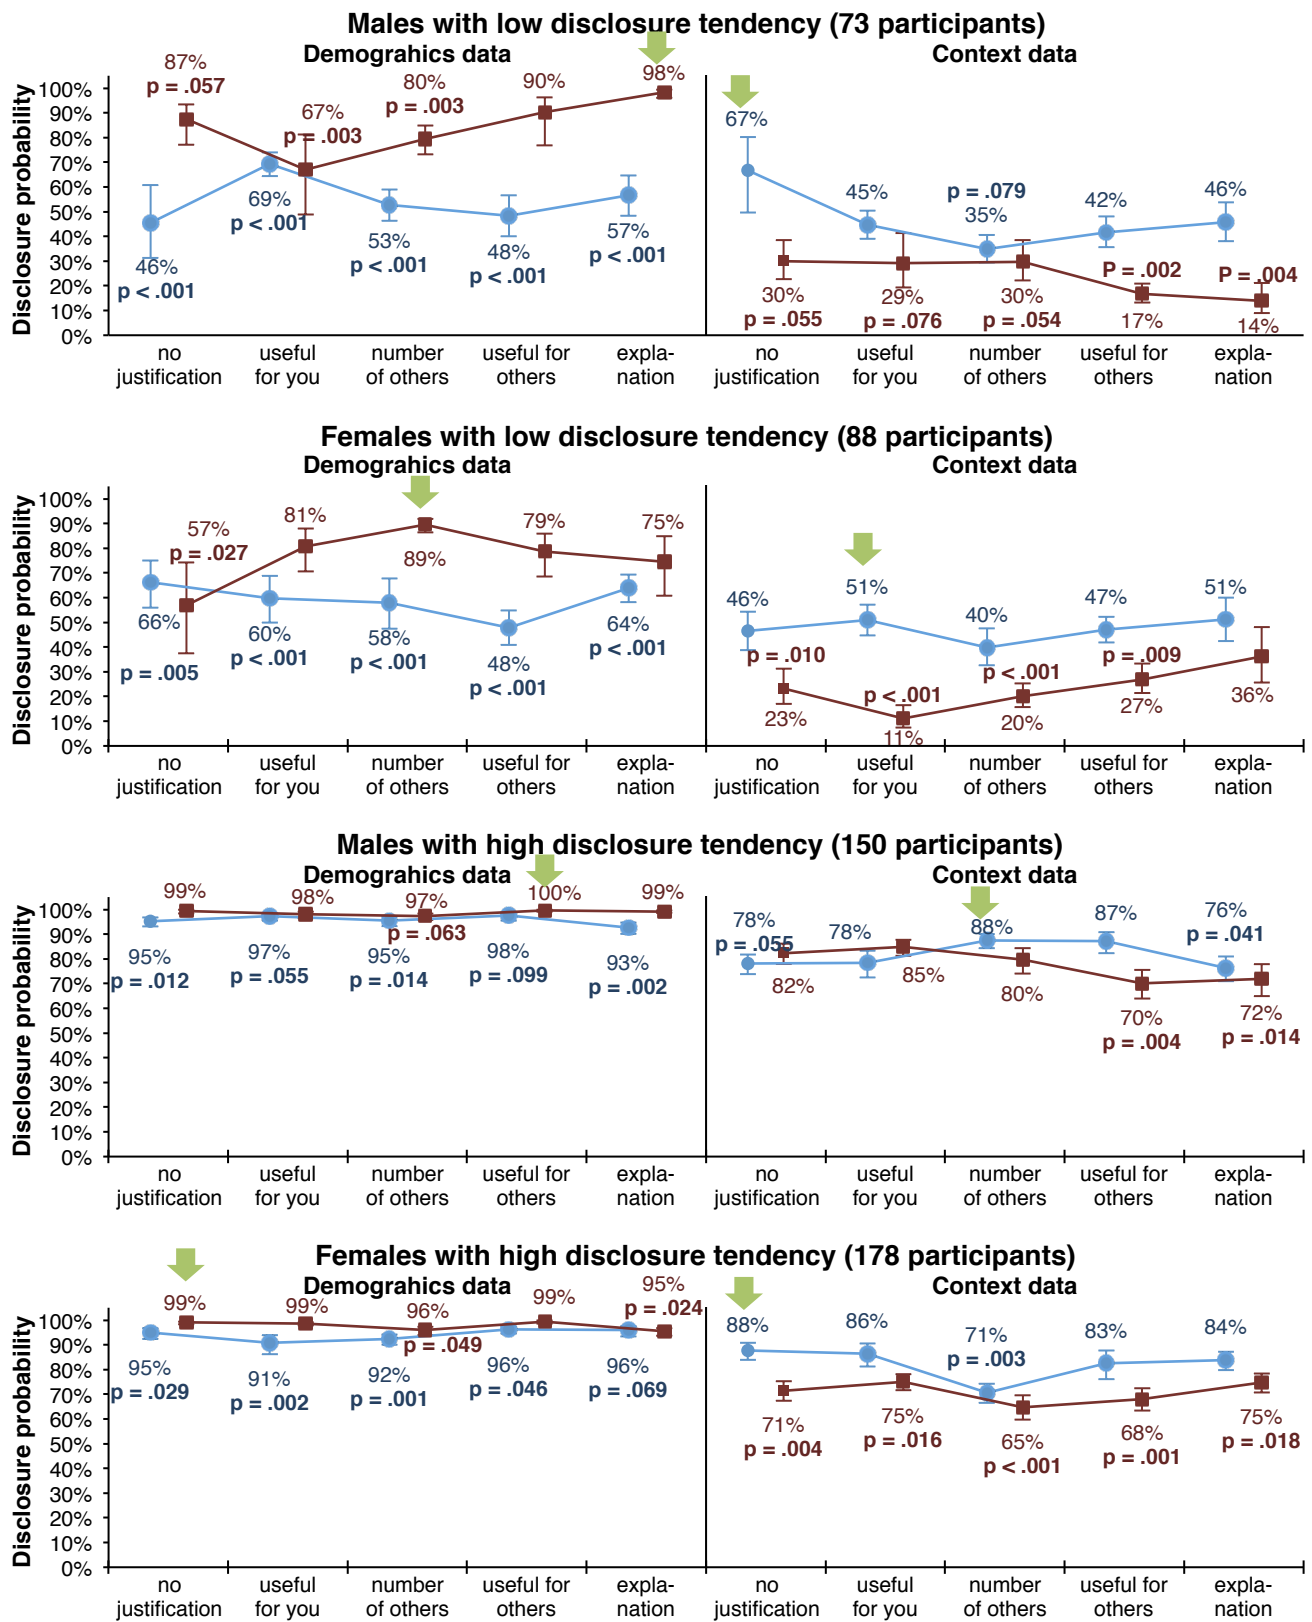 Males with low disclosure tendency (73 participants)
Demograhics data
Context data
Disclosure probability
100%
90%
80%
70%
60%
50%
40%
30%
20%
10%
0%
87%
p = .057
67%
p = .003
80%
p = .003
90%
98%
46%
p < .001
69%
p < .001
53%
p < .001
48%
p < .001
57%
p < .001
67%
45%
p = .079
35%
42%
46%
30%
p = .055
29%
p = .076
30%
p = .054
P = .002
17%
P = .004
14%
no justification
useful for you
number of others
useful for others
expla- nation
no justification
useful for you
number of others
useful for others
expla- nation
Females with low disclosure tendency (88 participants)
Demograhics data
Context data
Disclosure probability
100%
90%
80%
70%
60%
50%
40%
30%
20%
10%
0%
57%
p = .027
81%
89%
79%
75%
66%
p = .005
60%
p < .001
58%
p < .001
48%
p < .001
64%
p < .001
46%
51%
40%
47%
51%
p = .010
23%
p < .001
11%
p < .001
20%
p = .009
27%
36%
no justification
useful for you
number of others
useful for others
expla- nation
no justification
useful for you
number of others
useful for others
expla- nation
Males with high disclosure tendency (150 participants)
Demograhics data
Context data
Disclosure probability
100%
90%
80%
70%
60%
50%
40%
30%
20%
10%
0%
99%
98%
97%
p = .063
100%
99%
95%
p = .012
97%
p = .055
95%
p = .014
98%
p = .099
93%
p = .002
78%
p = .055
78%
88%
87%
76%
p = .041
82%
85%
80%
70%
p = .004
72%
p = .014
no justification
useful for you
number of others
useful for others
expla- nation
no justification
useful for you
number of others
useful for others
expla- nation
Females with high disclosure tendency (178 participants)
Demograhics data
Context data
Disclosure probability
100%
90%
80%
70%
60%
50%
40%
30%
20%
10%
0%
99%
99%
96%
p = .049
99%
95%
p = .024
95%
p = .029
91%
p = .002
92%
p = .001
96%
p = .046
96%
p = .069
88%
86%
71%
p = .003
83%
84%
71%
p = .004
75%
p = .016
65%
p < .001
68%
p = .001
75%
p = .018
no justification
useful for you
number of others
useful for others
expla- nation
no justification
useful for you
number of others
useful for others
expla- nation